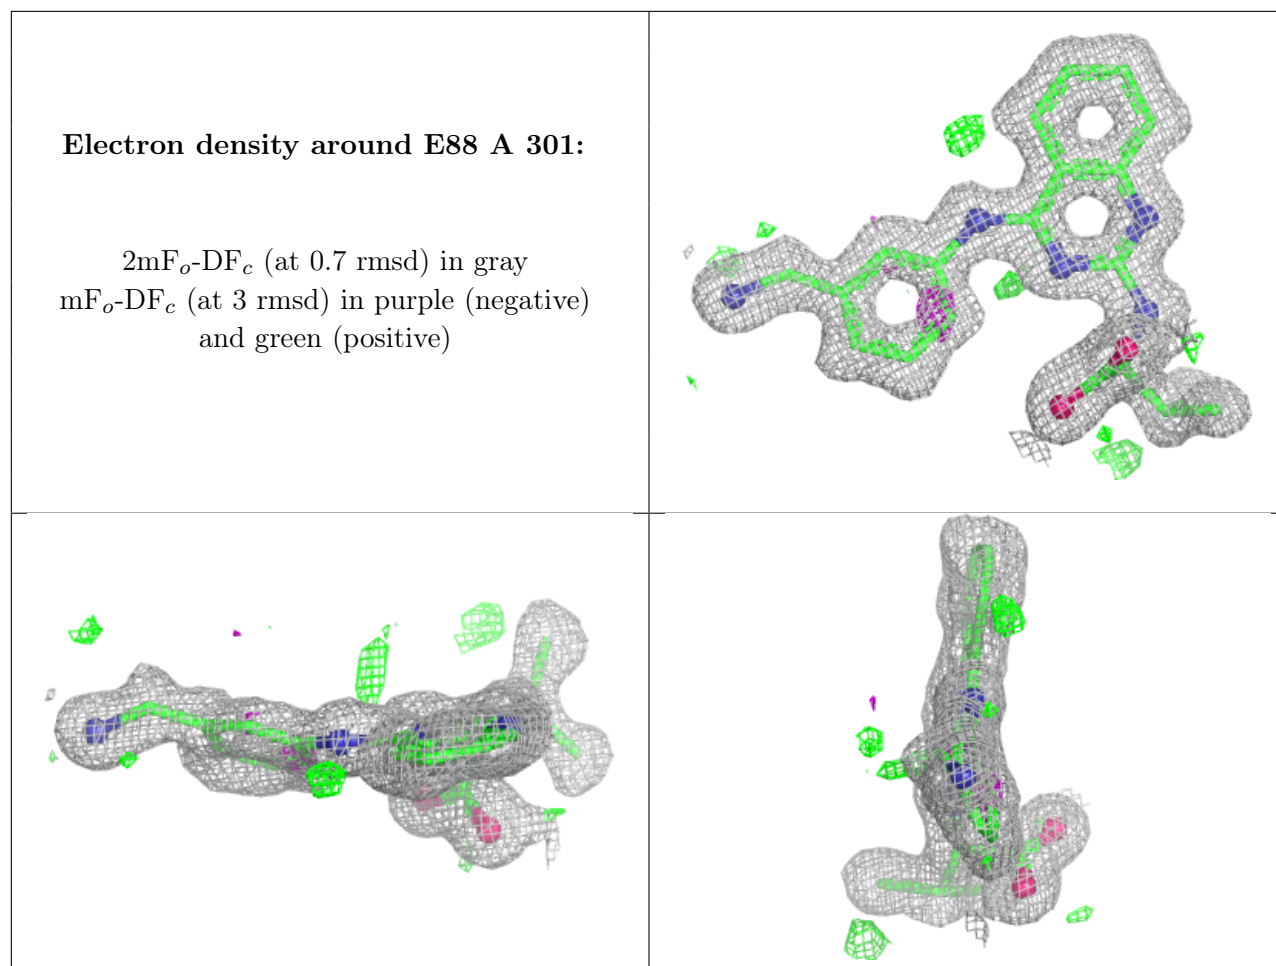 Electron density around E88 A 301:
2mFo-DFc (at 0.7 rmsd) in gray
mFo-DFc (at 3 rmsd) in purple (negative)
and green (positive)